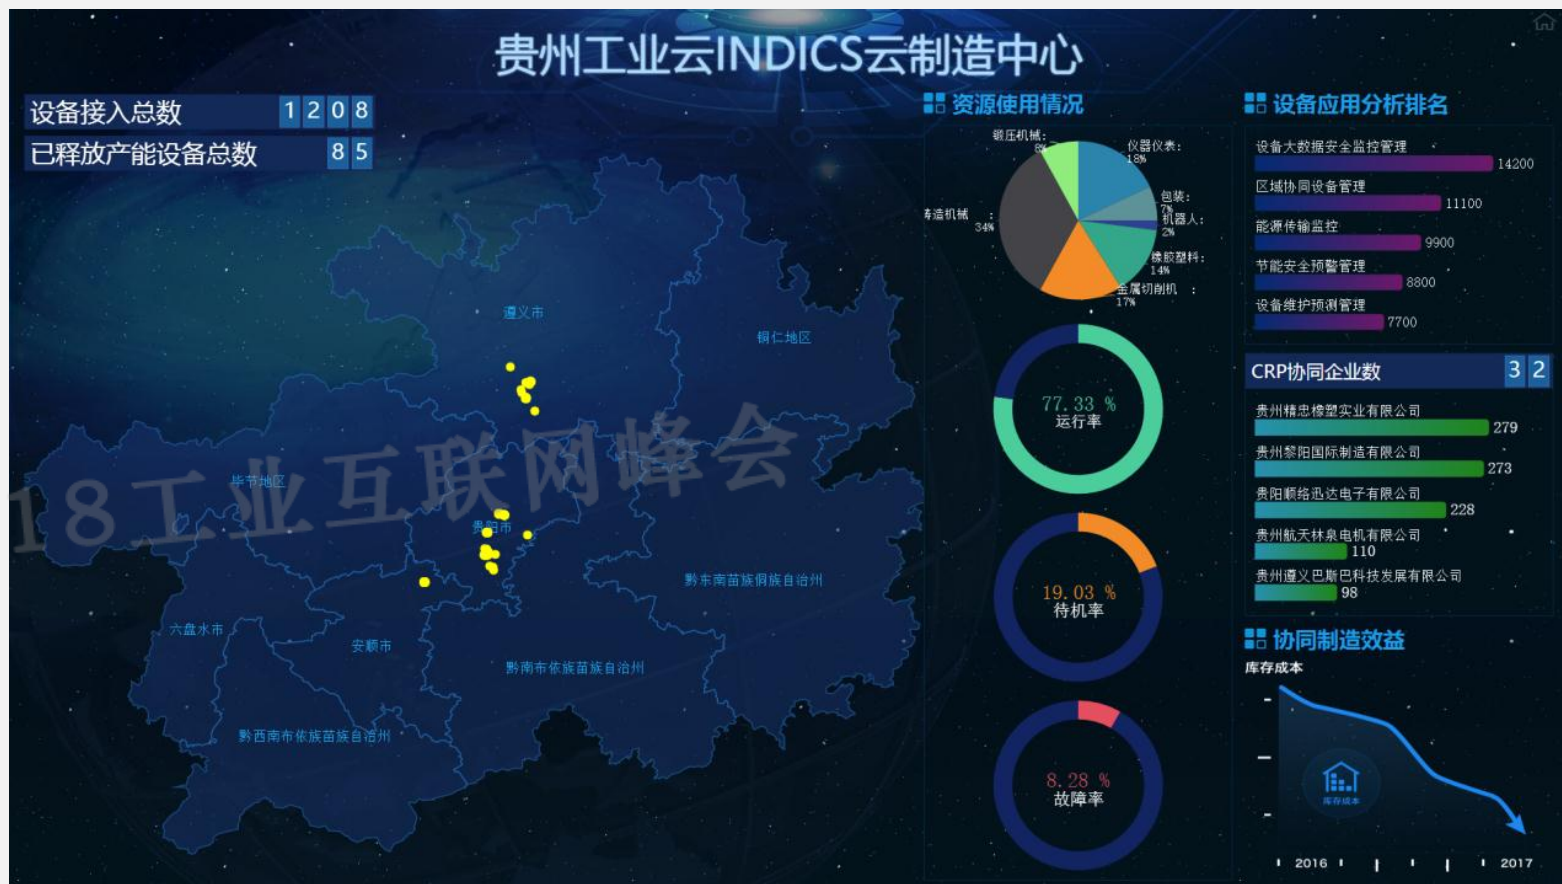 贵州工业云INDICS云制造中心
设备接入总数 1208
已释放产能设备总数 85
遵义市
铜仁地区
毕节地区
贵阳市
黔东南苗族侗族自治州
六盘水市
安顺市
黔南布依族苗族自治州
黔西南布依族苗族自治州
18工业互联网峰会
资源使用情况
锻压机械:
8%
仪器仪表:
18%
包装:
7%
机器人:
2%
橡胶塑料:
14%
金属切削机 :
17%
铸造机械 :
34%
77.33 %
运行率
19.03 %
待机率
8.28 %
故障率
设备应用分析排名
设备大数据安全监控管理
14200
区域协同设备管理
11100
能源传输监控
9900
节能安全预警管理
8800
设备维护预测管理
7700
CRP协同企业数 32
贵州精忠橡塑实业有限公司
279
贵州黎阳国际制造有限公司
273
贵阳顺络迅达电子有限公司
228
贵州航天林泉电机有限公司
110
贵州遵义巴斯巴科技发展有限公司
98
协同制造效益
库存成本
库存成本
2016 2017